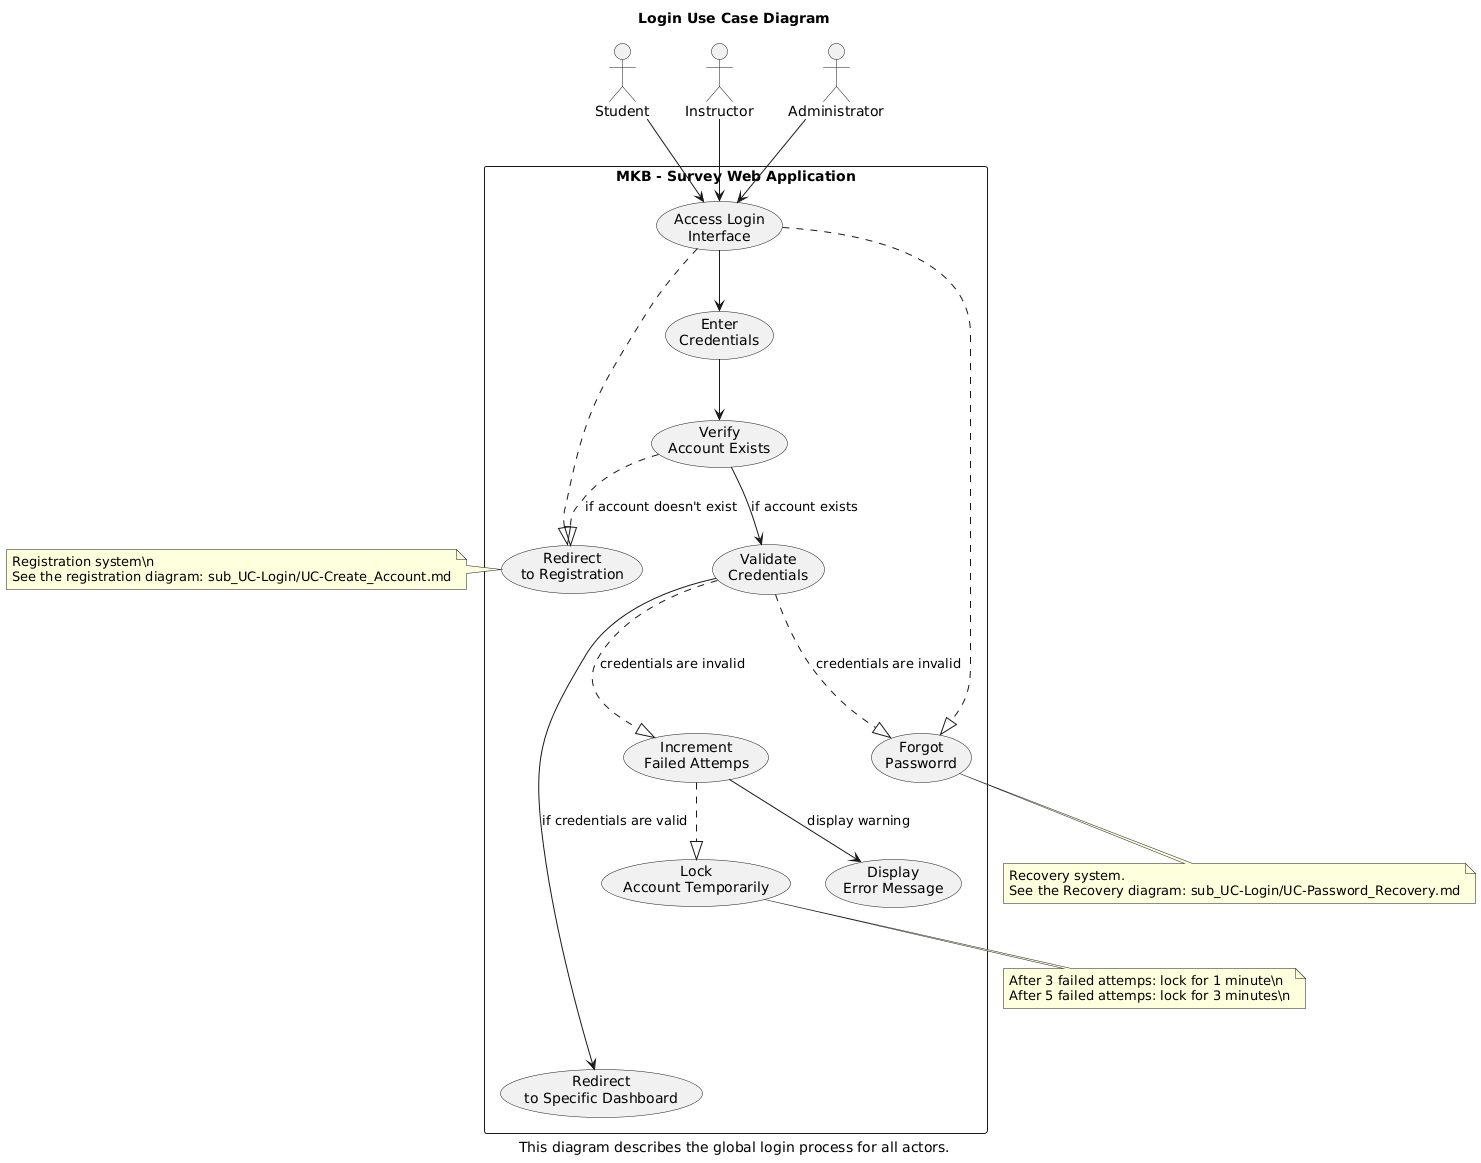 Login Use Case Diagram
Student
Instructor
Administrator
MKB - Survey Web Application
Access Login
Interface
Enter
Credentials
Verify
Account Exists
if account doesn't exist
if account exists
Registration system\n
See the registration diagram: sub_UC-Login/UC-Create_Account.md
Redirect
to Registration
Validate
Credentials
credentials are invalid
credentials are invalid
Increment
Failed Attemps
Forgot
Passworrd
if credentials are valid
display warning
Lock
Account Temporarily
Display
Error Message
Recovery system.
See the Recovery diagram: sub_UC-Login/UC-Password_Recovery.md
After 3 failed attemps: lock for 1 minute\n
After 5 failed attemps: lock for 3 minutes\n
Redirect
to Specific Dashboard
This diagram describes the global login process for all actors.